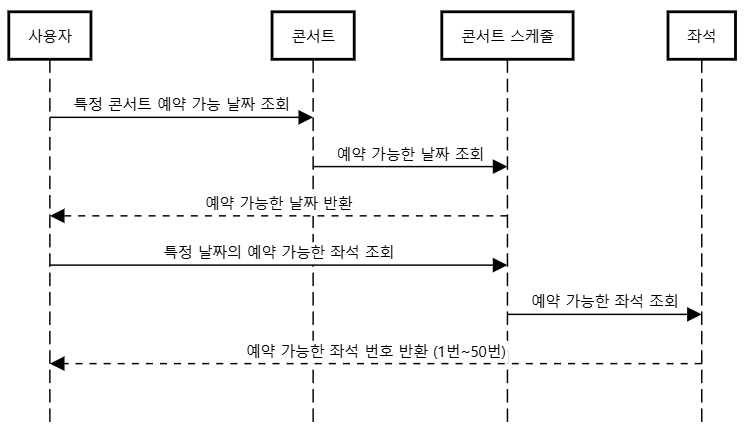 사용자
콘서트
콘서트 스케줄
좌석
특정 콘서트 예약 가능 날짜 조회
예약 가능한 날짜 조회
예약 가능한 날짜 반환
특정 날짜의 예약 가능한 좌석 조회
예약 가능한 좌석 조회
예약 가능한 좌석 번호 반환 (1번~50번)